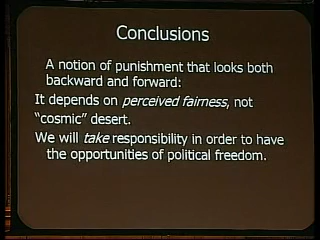 Conclusions
A notion of punishment that looks both
backward and forward:
It depends on perceived fairness, not
“cosmic” desert.
We will take responsibility in order to have
the opportunities of political freedom.